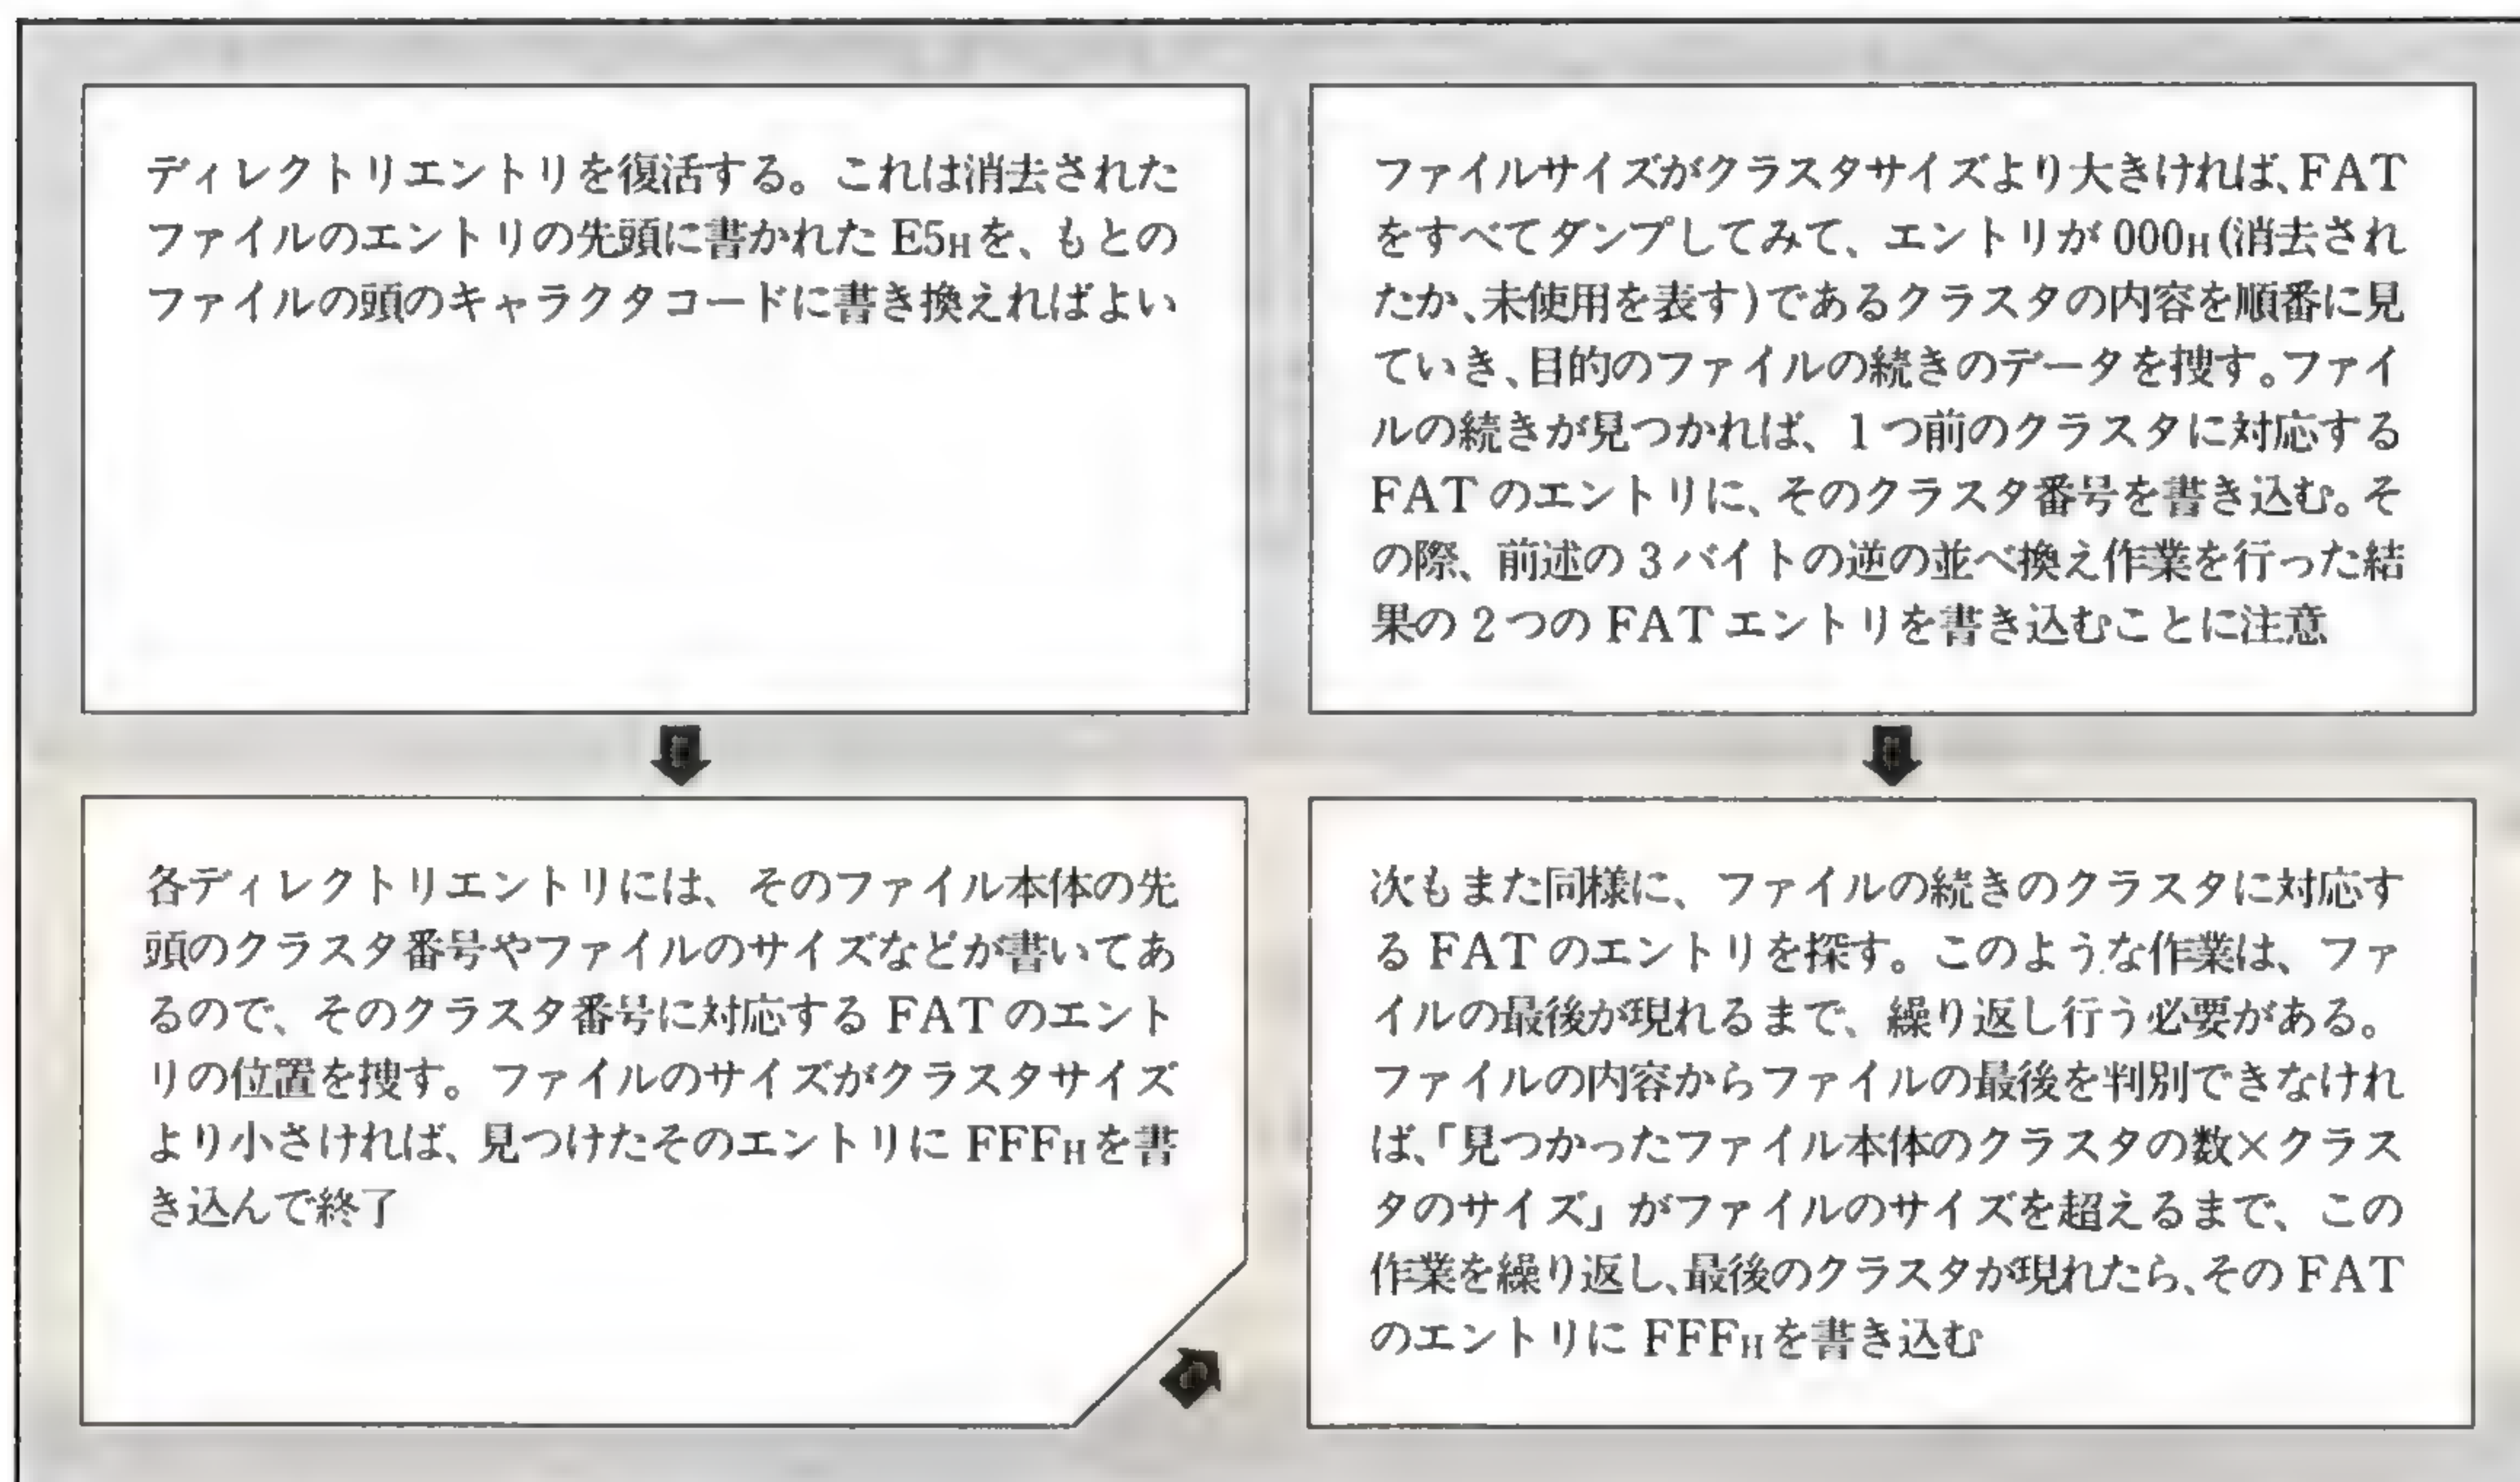 ディレクトリエントリを復活する。これは消去された
ファイルのエントリの先頭に書かれた E5Hを、もとの
ファイルの頭のキャラクタコードに書き換えればよい
各ディレクトリエントリには、そのファイル本体の先
頭のクラスタ番号やファイルのサイズなどが書いてあ
るので、そのクラスタ番号に対応する FAT のエント
リの位置を捜す。ファイルのサイズがクラスタサイズ
より小さければ、見つけたそのエントリに FFFHを書
き込んで終了
ファイルサイズがクラスタサイズより大きければ、FAT
をすべてダンプしてみて、エントリが 000H(消去され
たか、未使用を表す)であるクラスタの内容を順番に見
ていき、目的のファイルの続きのデータを捜す。ファイ
ルの続きが見つかれば、1つ前のクラスタに対応する
FAT のエントリに、そのクラスタ番号を書き込む。そ
の際、前述の 3 バイトの逆の並べ換え作業を行った結
果の 2 つの FAT エントリを書き込むことに注意
次もまた同様に、ファイルの続きのクラスタに対応す
る FAT のエントリを探す。このような作業は、ファ
イルの最後が現れるまで、繰り返し行う必要がある。
ファイルの内容からファイルの最後を判別できなけれ
ば、「見つかったファイル本体のクラスタの数×クラス
タのサイズ」がファイルのサイズを超えるまで、この
作業を繰り返し、最後のクラスタが現れたら、その FAT
のエントリに FFFHを書き込む